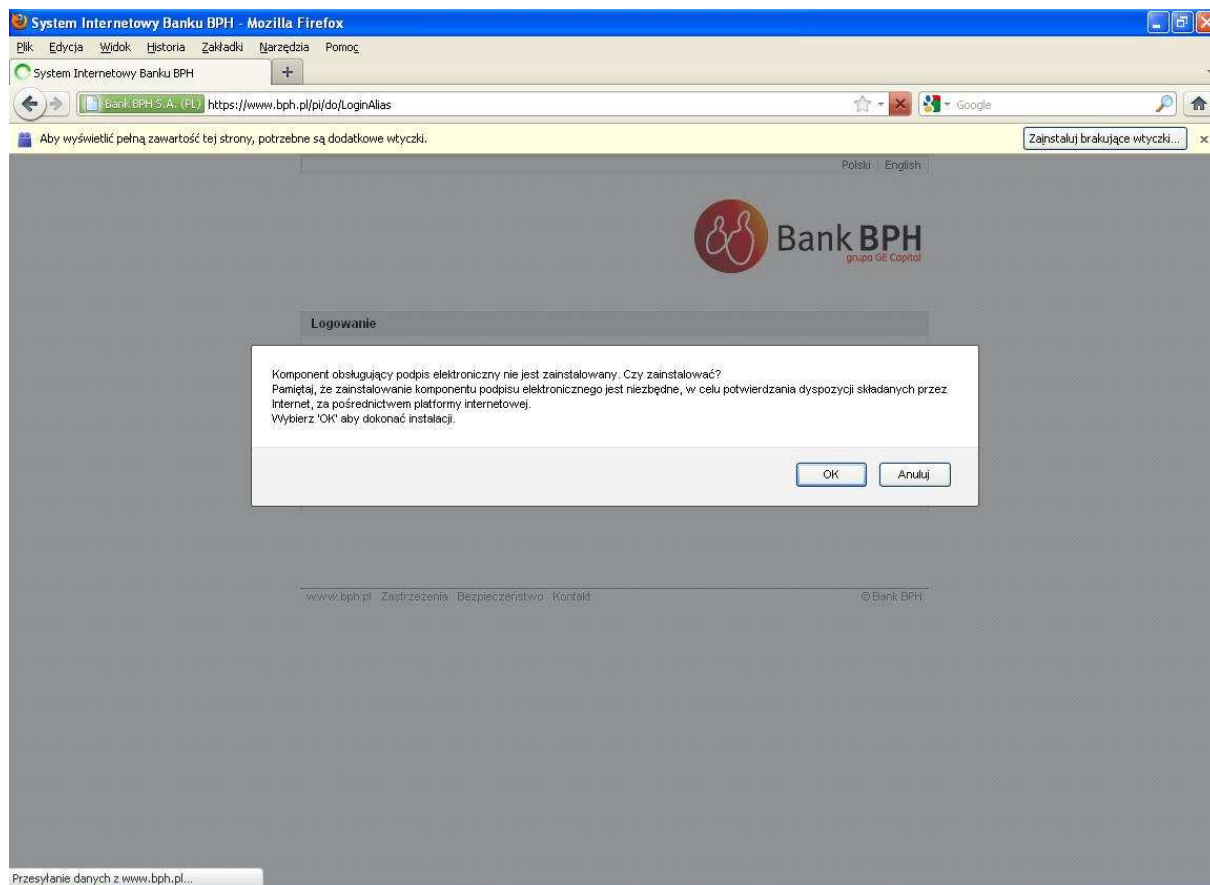 System Internetowy Banku BPH - Mozilla Firefox
Plik Edycja Widok Historia Zakładki Narzędzia Pomoc
System Internetowy Banku BPH +
Bank BPH S.A. (PL) https://www.bph.pl/pi/do/LoginAlias Google
Aby wyświetlić pełną zawartość tej strony, potrzebne są dodatkowe wtyczki. Zainstaluj brakujące wtyczki...
Polski | English
Bank BPH
grupa GE Capital
Logowanie
Komponent obsługujący podpis elektroniczny nie jest zainstalowany. Czy zainstalować?
Pamiętaj, że zainstalowanie komponentu podpisu elektronicznego jest niezbędne, w celu potwierdzania dyspozycji składanych przez
Internet, za pośrednictwem platformy internetowej.
Wybierz 'OK' aby dokonać instalacji.
OK Anuluj
www.bph.pl Zastrzeżenia Bezpieczeństwo Kontakt © Bank BPH
Przesyłanie danych z www.bph.pl...